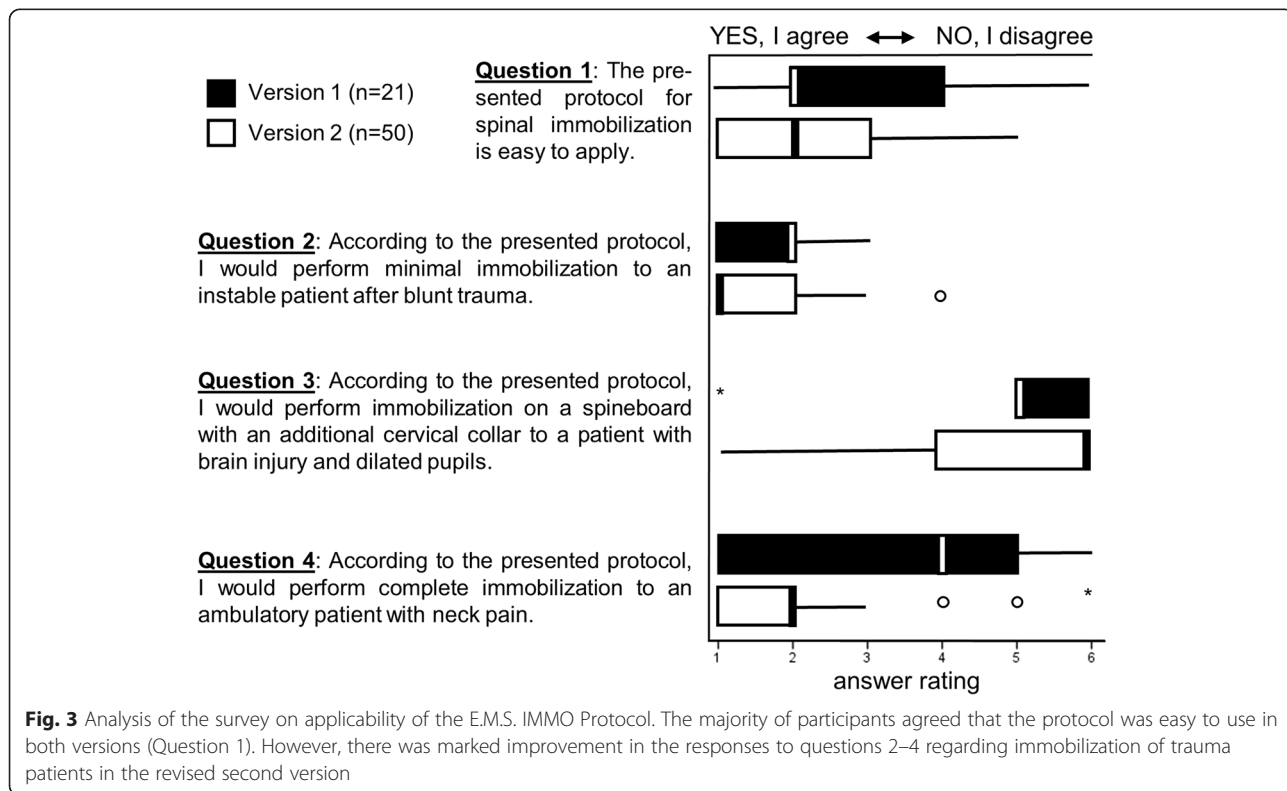 YES, I agree ↔ NO, I disagree
Version 1 (n=21)
Version 2 (n=50)
Question 1: The pre-
sented protocol for
spinal immobilization
is easy to apply.
Question 2: According to the presented protocol,
I would perform minimal immobilization to an
instable patient after blunt trauma.
Question 3: According to the presented protocol,
I would perform immobilization on a spineboard
with an additional cervical collar to a patient with
brain injury and dilated pupils.
Question 4: According to the presented protocol,
I would perform complete immobilization to an
ambulatory patient with neck pain.
1 2 3 4 5 6
answer rating
Fig. 3 Analysis of the survey on applicability of the E.M.S. IMMO Protocol. The majority of participants agreed that the protocol was easy to use in
both versions (Question 1). However, there was marked improvement in the responses to questions 2–4 regarding immobilization of trauma
patients in the revised second version